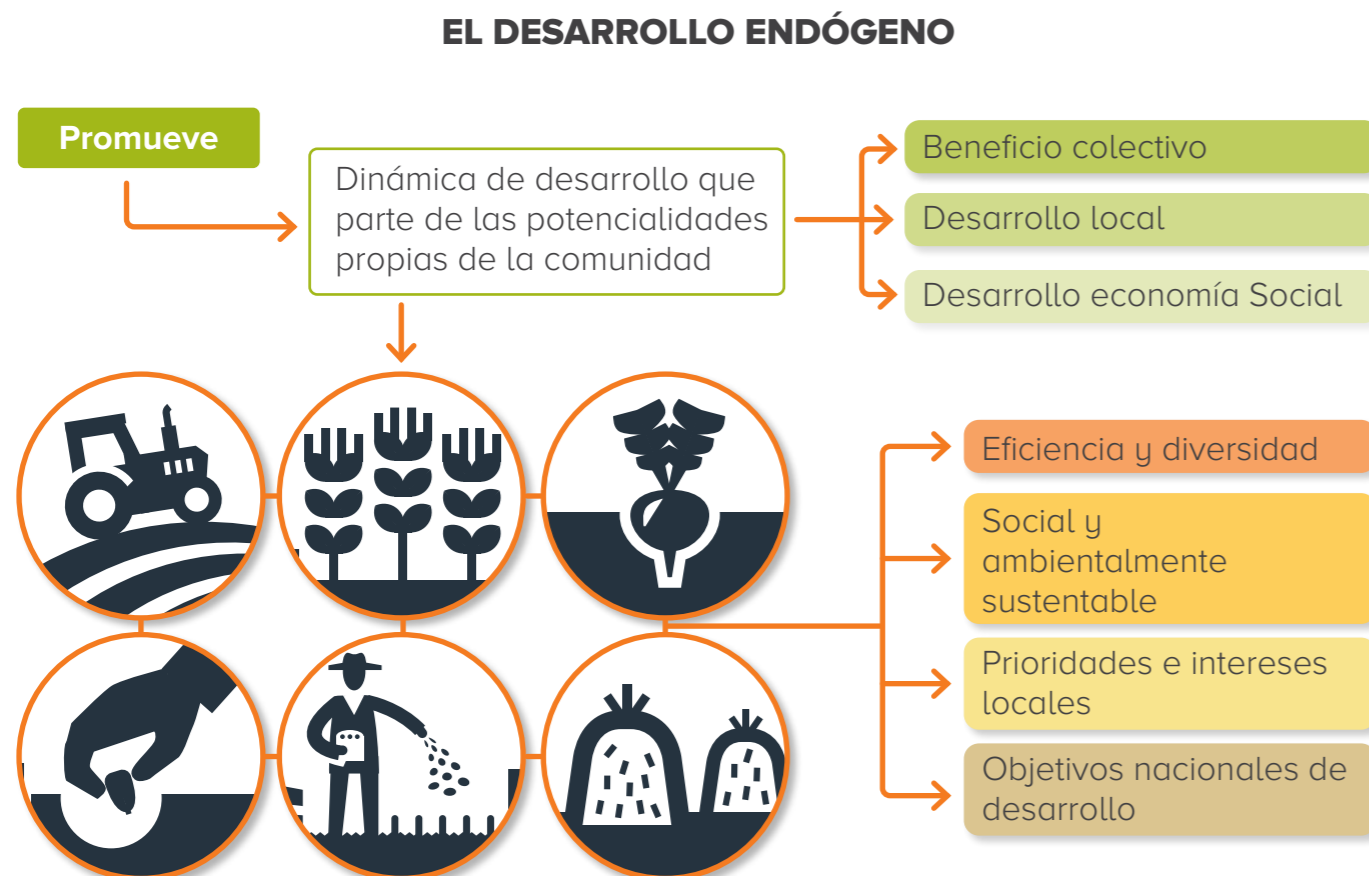 EL DESARROLLO ENDÓGENO
Promueve
Dinámica de desarrollo que
parte de las potencialidades
propias de la comunidad
Beneficio colectivo
Desarrollo local
Desarrollo economía Social
Eficiencia y diversidad
Social y
ambientalmente
sustentable
Prioridades e intereses
locales
Objetivos nacionales de
desarrollo